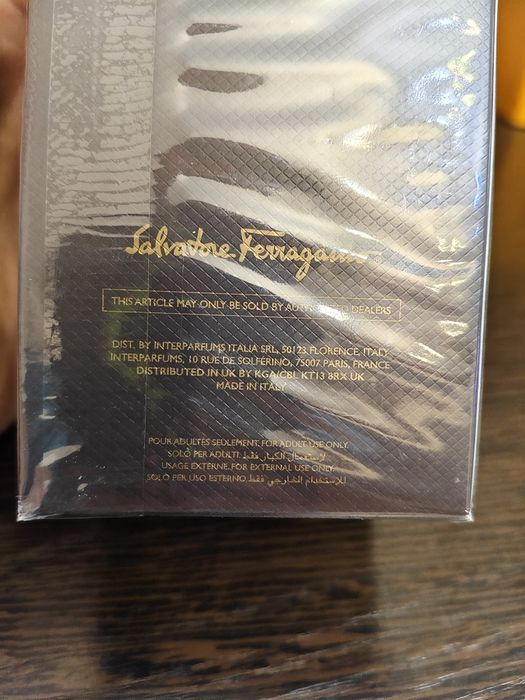 Salvatore Ferragamo
THIS ARTICLE MAY ONLY BE SOLD BY AUTHORIZED DEALERS
DIST. BY INTERPARFUMS ITALIA SRL, 50123 FLORENCE, ITALY
INTERPARFUMS, 10 RUE DE SOLFERINO, 75007 PARIS, FRANCE
DISTRIBUTED IN UK BY KGA/CBL KT13 8RX UK
MADE IN ITALY
POUR ADULTES SEULEMENT. FOR ADULT USE ONLY.
SOLO PER ADULTI. لاستعمال الكبار فقط
USAGE EXTERNE. FOR EXTERNAL USE ONLY.
SOLO PER USO ESTERNO. للاستخدام الخارجي فقط